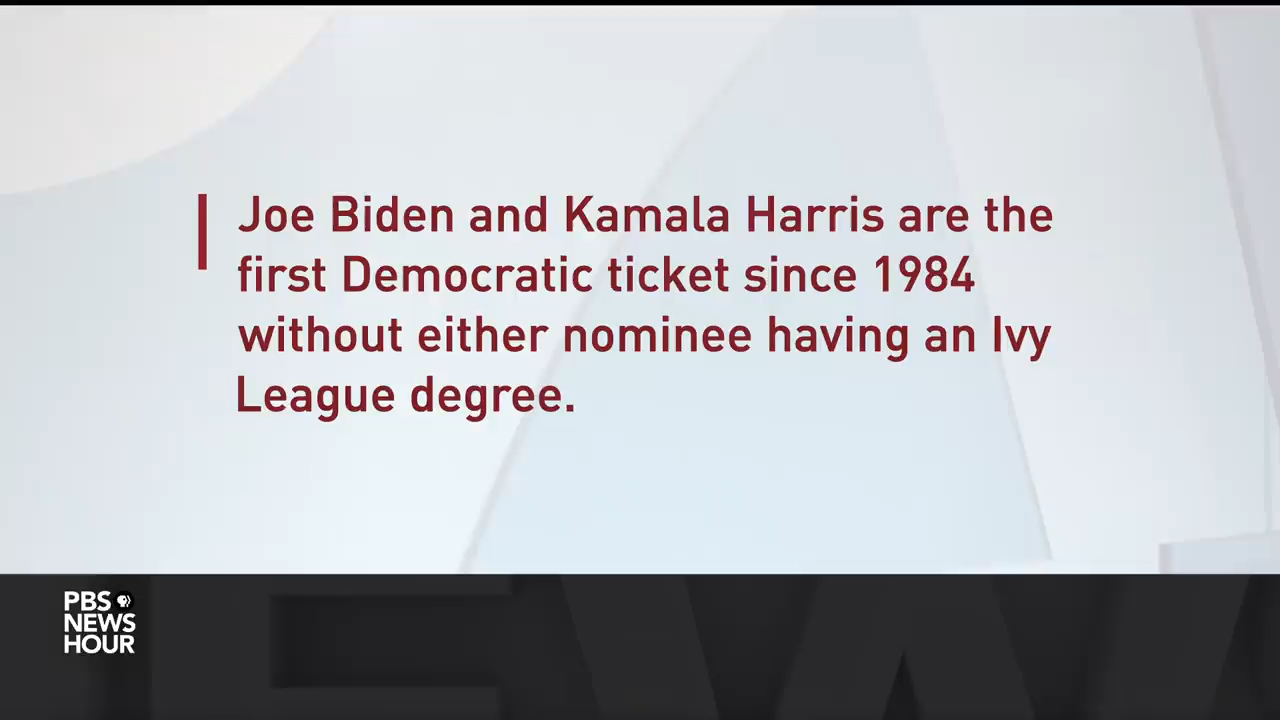 Joe Biden and Kamala Harris are the
first Democratic ticket since 1984
without either nominee having an Ivy
League degree.
PBS
NEWS
HOUR